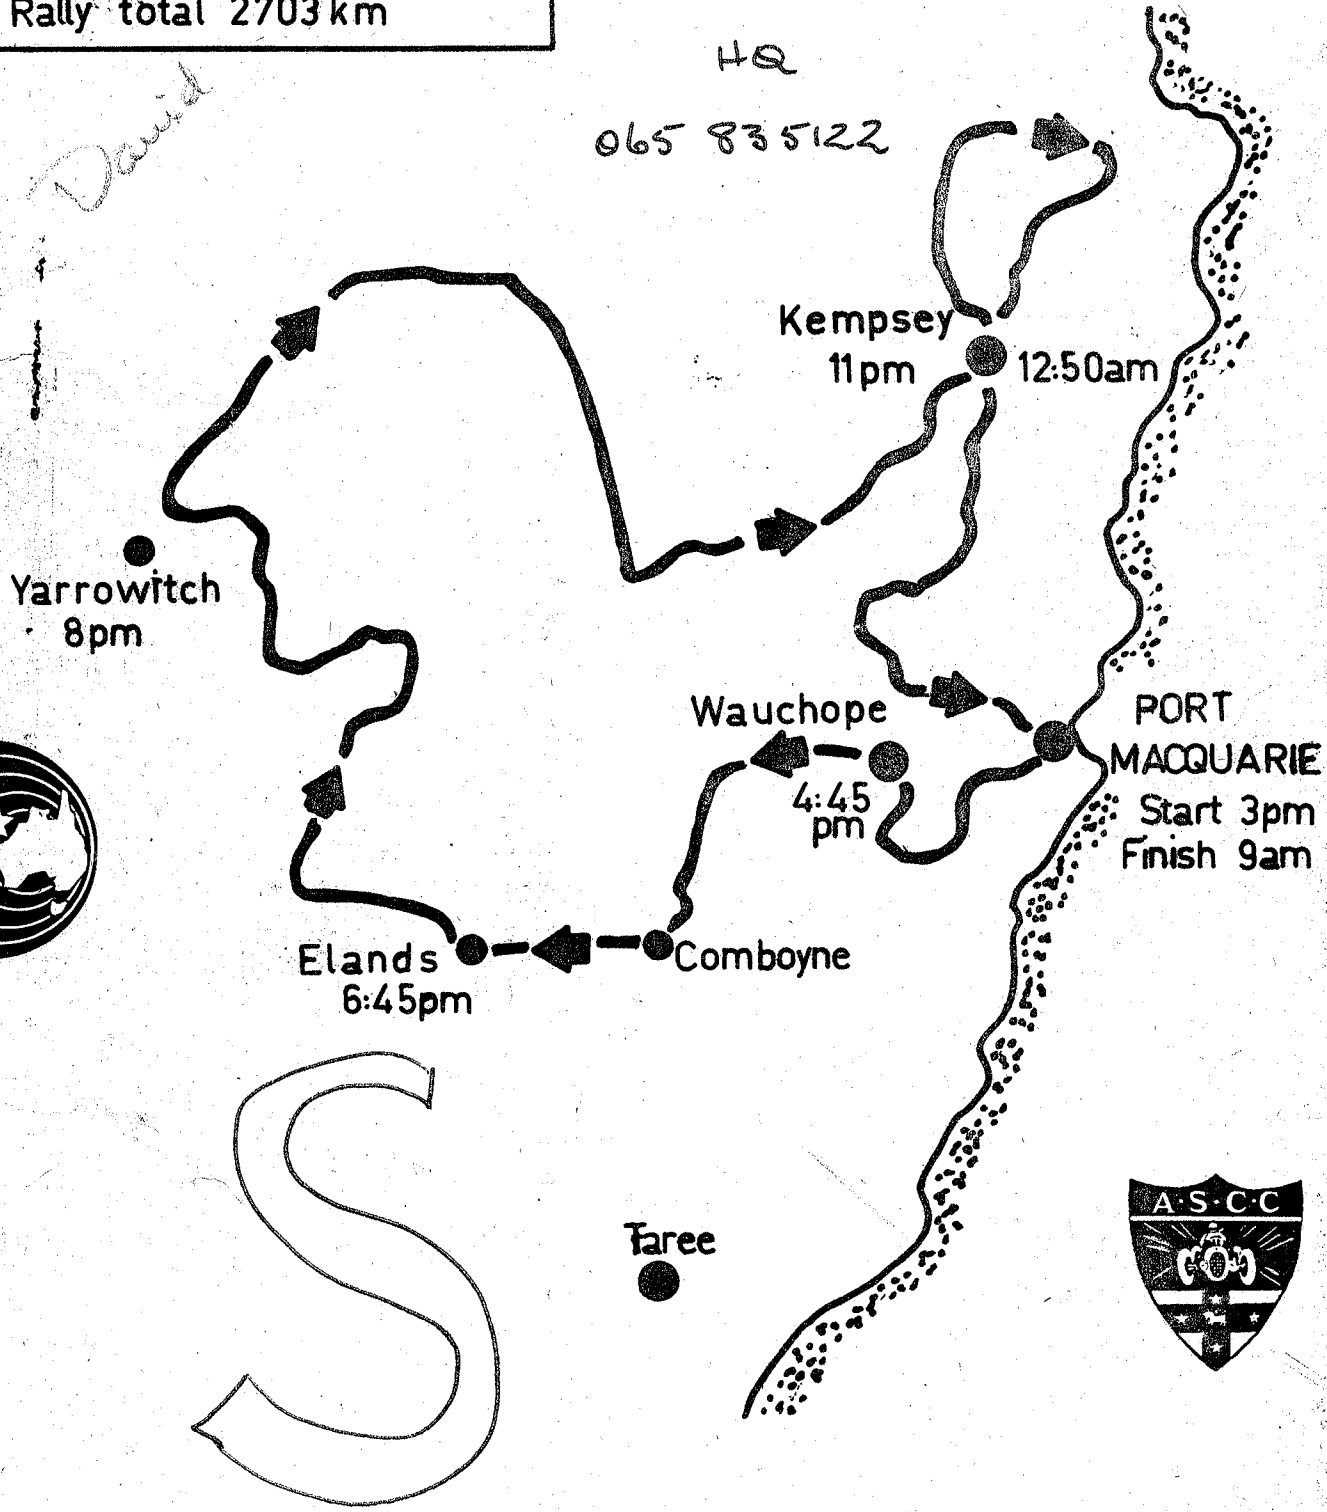 Rally total 2703 km
HQ
065 835122
David
Kempsey
11pm 12:50am
Yarrowitch
8pm
Wauchope
4:45
pm
PORT
MACQUARIE
Start 3pm
Finish 9am
Elands
6:45pm
Comboyne
S
Taree
A·S·C·C